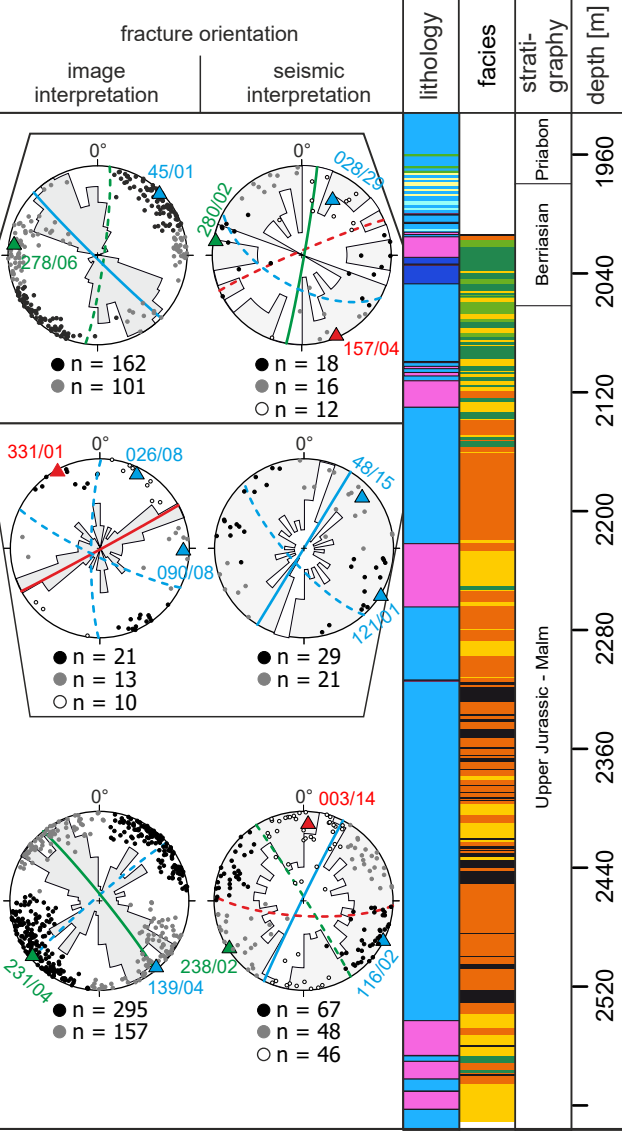 fracture orientation
image
interpretation
seismic
interpretation
lithology
facies
strati-
graphy
depth [m]
0°
45/01
278/06
n = 162
n = 101
0°
028/29
280/02
157/04
n = 18
n = 16
n = 12
0°
331/01
026/08
090/08
n = 21
n = 13
n = 10
0°
48/15
121/01
n = 29
n = 21
0°
231/04
139/04
n = 295
n = 157
0°
003/14
238/02
116/02
n = 67
n = 48
n = 46
Priabon
Berriasian
Upper Jurassic - Malm
1960
2040
2120
2200
2280
2360
2440
2520